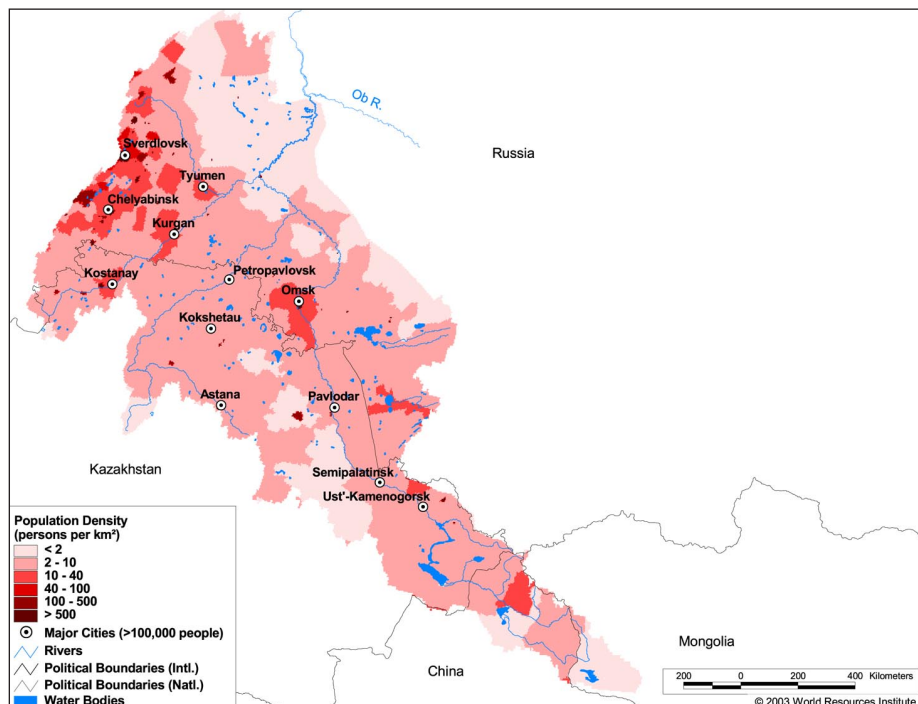 Ob R.
Russia
Sverdlovsk
Tyumen
Chelyabinsk
Kurgan
Kostanay
Petropavlovsk
Omsk
Kokshetau
Astana
Pavlodar
Kazakhstan
Semipalatinsk
Ust'-Kamenogorsk
Mongolia
China
Population Density
(persons per km²)
< 2
2 - 10
10 - 40
40 - 100
100 - 500
> 500
Major Cities (>100,000 people)
Rivers
Political Boundaries (Intl.)
Political Boundaries (Natl.)
Water Bodies
200 0 200 400 Kilometers
© 2003 World Resources Institute